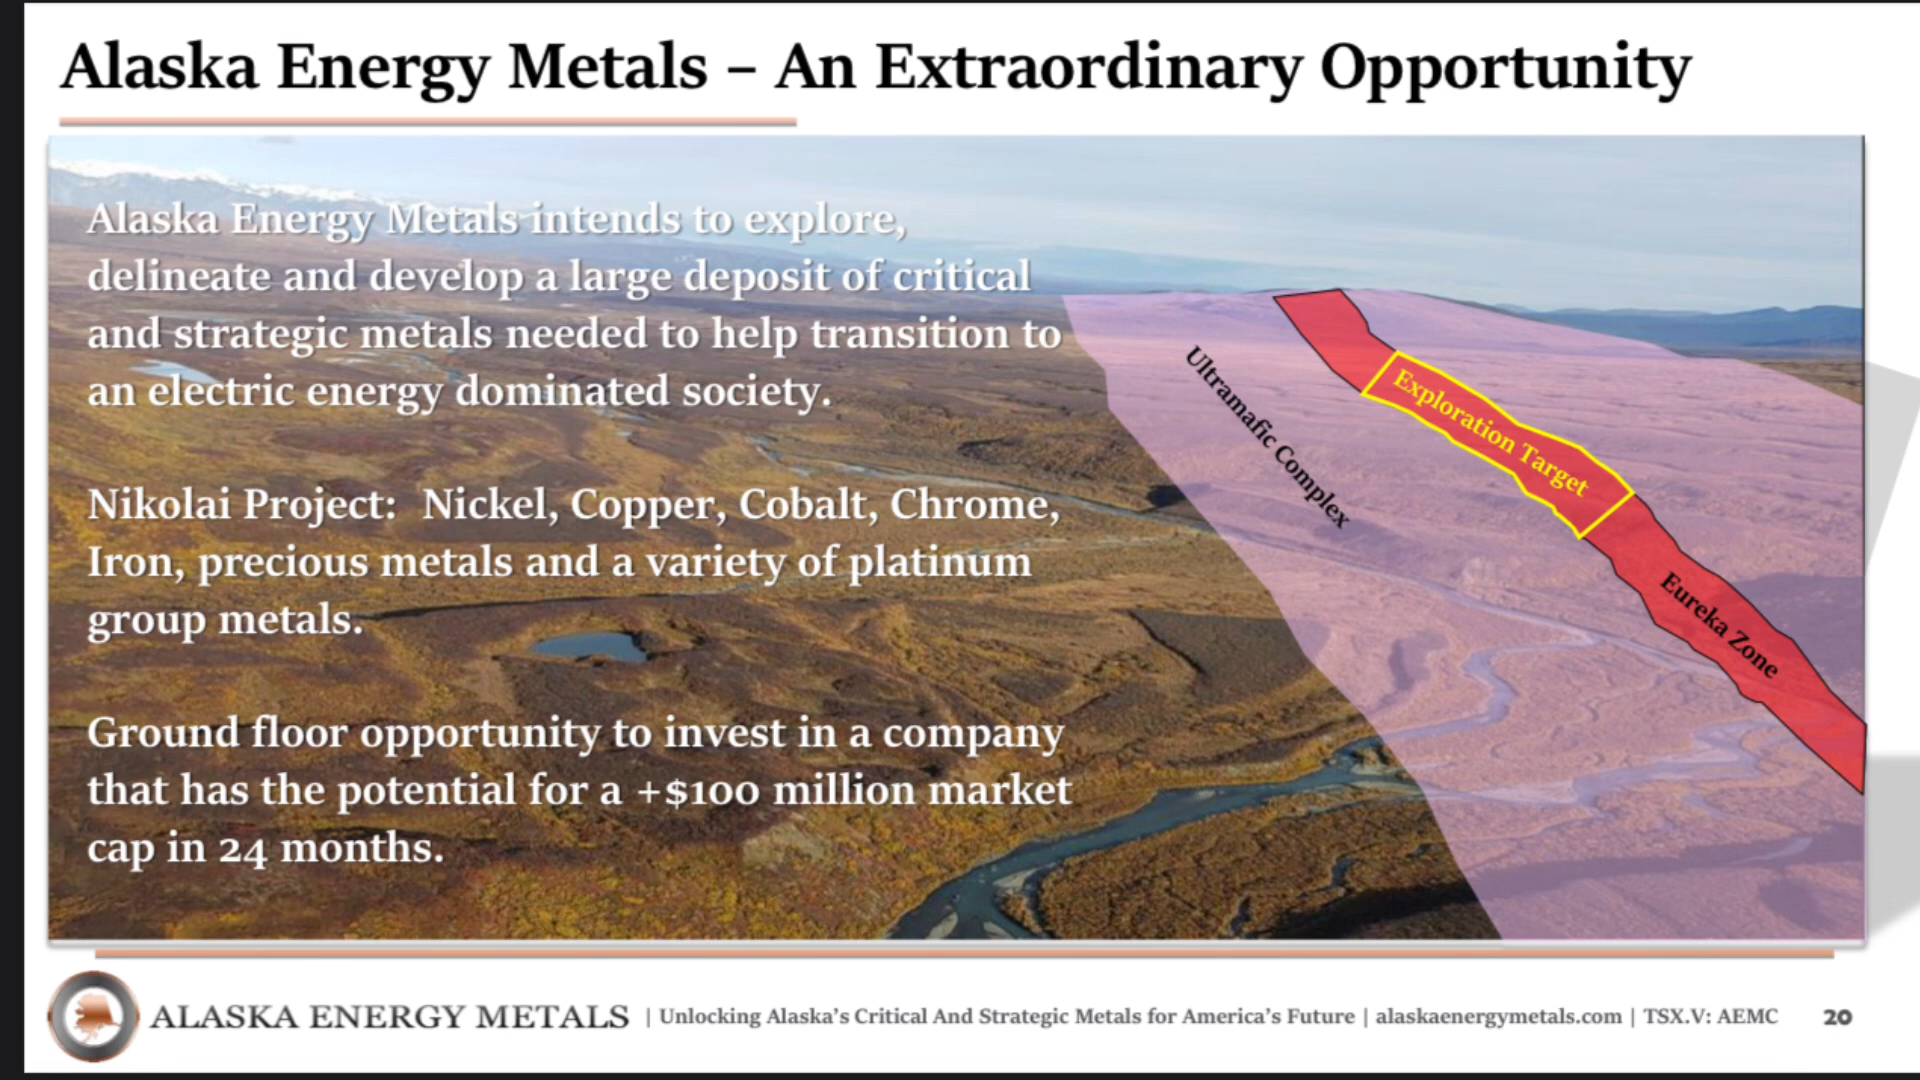 Alaska Energy Metals – An Extraordinary Opportunity
Alaska Energy Metals intends to explore,
delineate and develop a large deposit of critical
and strategic metals needed to help transition to
an electric energy dominated society.
Nikolai Project:  Nickel, Copper, Cobalt, Chrome,
Iron, precious metals and a variety of platinum
group metals.
Ground floor opportunity to invest in a company
that has the potential for a +$100 million market
cap in 24 months.
Ultramafic Complex
Exploration Target
Eureka Zone
ALASKA ENERGY METALS | Unlocking Alaska's Critical And Strategic Metals for America's Future | alaskaenergymetals.com | TSX.V: AEMC 20